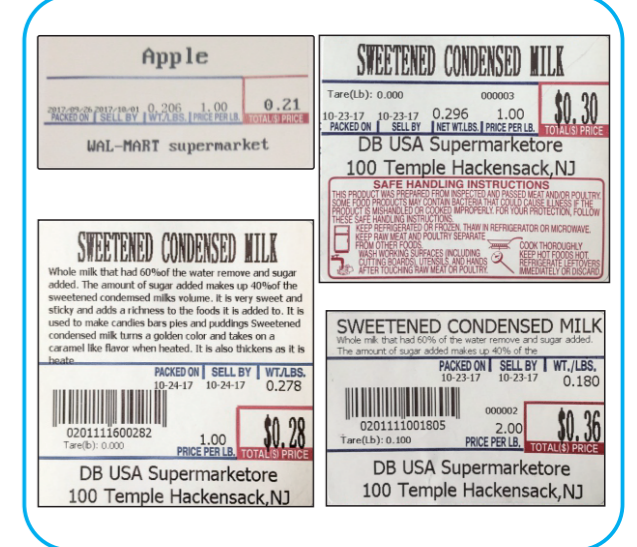 Apple
2017/09/26 2017/10/01 0.206 1.00 0.21
PACKED ON SELL BY WT/LBS. PRICE PER LB. TOTAL($) PRICE
WAL-MART supermarket
SWEETENED CONDENSED MILK
Tare(Lb): 0.000 000003
10-23-17 10-23-17 0.296 1.00 $0.30
PACKED ON SELL BY NET WT.LBS. PRICE PER LB. TOTAL($) PRICE
DB USA Supermarketore
100 Temple Hackensack,NJ
SAFE HANDLING INSTRUCTIONS
THIS PRODUCT WAS PREPARED FROM INSPECTED AND PASSED MEAT AND/OR POULTRY.
SOME FOOD PRODUCTS MAY CONTAIN BACTERIA THAT COULD CAUSE ILLNESS IF THE
PRODUCT IS MISHANDLED OR COOKED IMPROPERLY. FOR YOUR PROTECTION, FOLLOW
THESE SAFE HANDLING INSTRUCTIONS.
KEEP REFRIGERATED OR FROZEN. THAW IN REFRIGERATOR OR MICROWAVE.
KEEP RAW MEAT AND POULTRY SEPARATE
FROM OTHER FOODS.
WASH WORKING SURFACES (INCLUDING
CUTTING BOARDS), UTENSILS, AND HANDS
AFTER TOUCHING RAW MEAT OR POULTRY.
COOK THOROUGHLY
KEEP HOT FOODS HOT.
REFRIGERATE LEFTOVERS
IMMEDIATELY OR DISCARD.
SWEETENED CONDENSED MILK
Whole milk that had 60%of the water remove and sugar
added. The amount of sugar added makes up 40%of the
sweetened condemsed milks volume. it is very sweet and
sticky and adds a richness to the foods it is added to. It is
used to make candies bars pies and puddings Sweetened
condensed milk turns a golden color and takes on a
caramel like flavor when heated. It is also thickens as it is
heate
PACKED ON SELL BY WT./LBS.
10-24-17 10-24-17 0.278
0201111600282
Tare(lb): 0.000
1.00 $0.28
PRICE PER LB. TOTAL($) PRICE
DB USA Supermarketore
100 Temple Hackensack,NJ
SWEETENED CONDENSED MILK
Whole milk that had 60% of the water remove and sugar added.
The amount of sugar added makes up 40% of the
PACKED ON SELL BY WT./LBS.
10-23-17 10-23-17 0.180
0201111001805
Tare(Lb): 0.100
000002
2.00 $0.36
PRICE PER LB. TOTAL($) PRICE
DB USA Supermarketore
100 Temple Hackensack,NJ